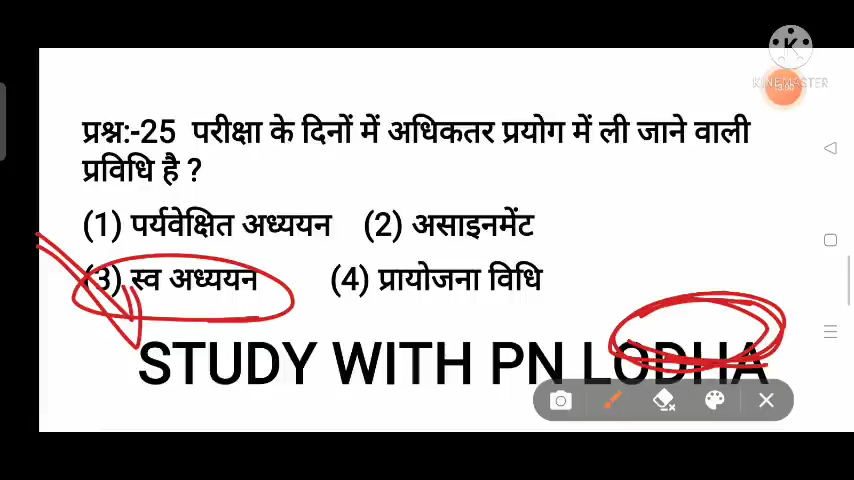 K
KINEMASTER
प्रश्न:-25 परीक्षा के दिनों में अधिकतर प्रयोग में ली जाने वाली
प्रविधि है ?
(1) पर्यवेक्षित अध्ययन (2) असाइनमेंट
(3) स्व अध्ययन (4) प्रायोजना विधि
STUDY WITH PN LODHA